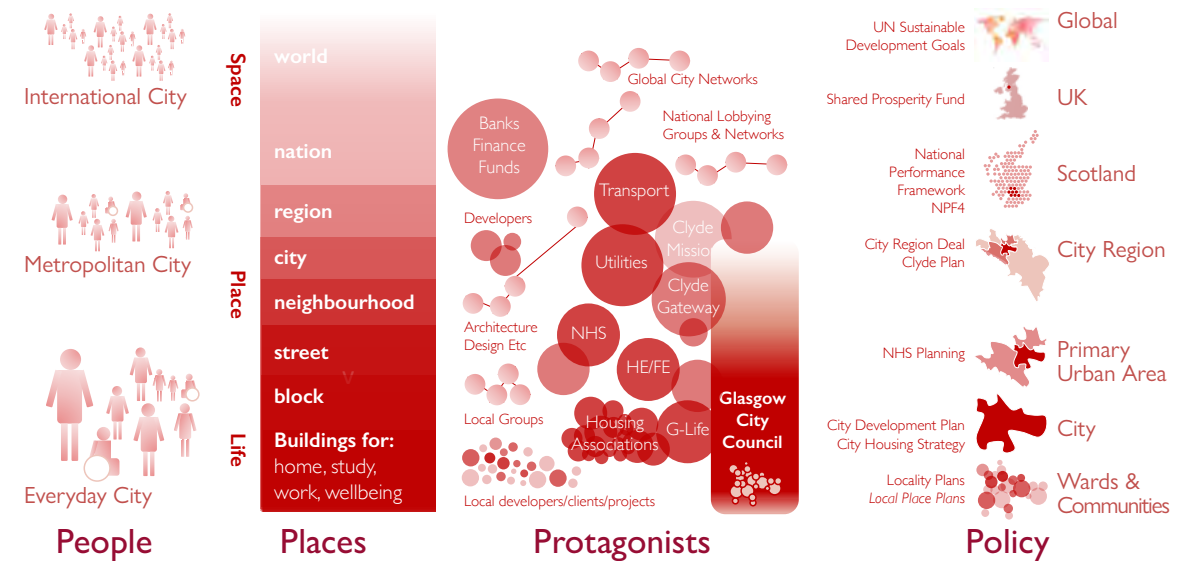 International City
Metropolitan City
Everyday City
People
Space
Place
Life
world
nation
region
city
neighbourhood
street
v
block
Buildings for:
home, study,
work, wellbeing
Places
Global City Networks
Banks
Finance
Funds
National Lobbying
Groups & Networks
Transport
Developers
Clyde
Mission
Utilities
Clyde
Gateway
Architecture
Design Etc
NHS
HE/FE
Local Groups
Housing
Associations
G-Life
Glasgow
City
Council
Local developers/clients/projects
Protagonists
UN Sustainable
Development Goals
Global
Shared Prosperity Fund
UK
National
Performance
Framework
NPF4
Scotland
City Region Deal
Clyde Plan
City Region
NHS Planning
Primary
Urban Area
City Development Plan
City Housing Strategy
City
Locality Plans
Local Place Plans
Wards &
Communities
Policy